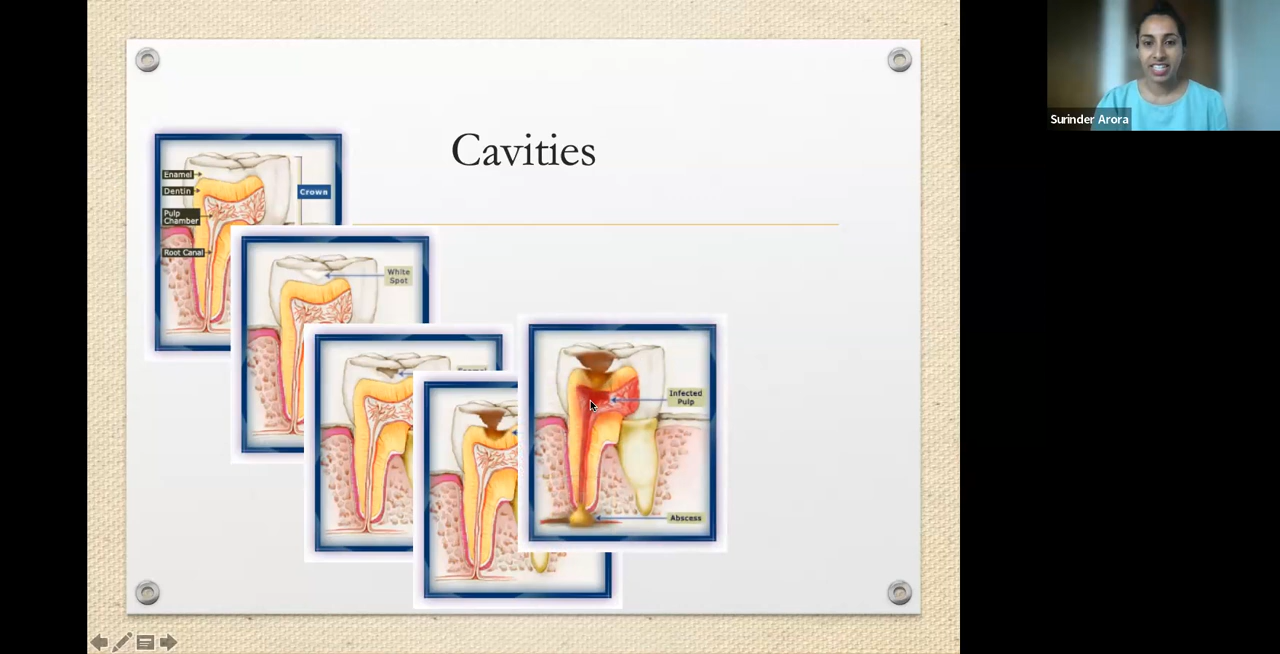 Cavities
Enamel
Dentin
Crown
Pulp
Chamber
Root Canal
White
Spot
Infected
Pulp
Abscess
Surinder Arora